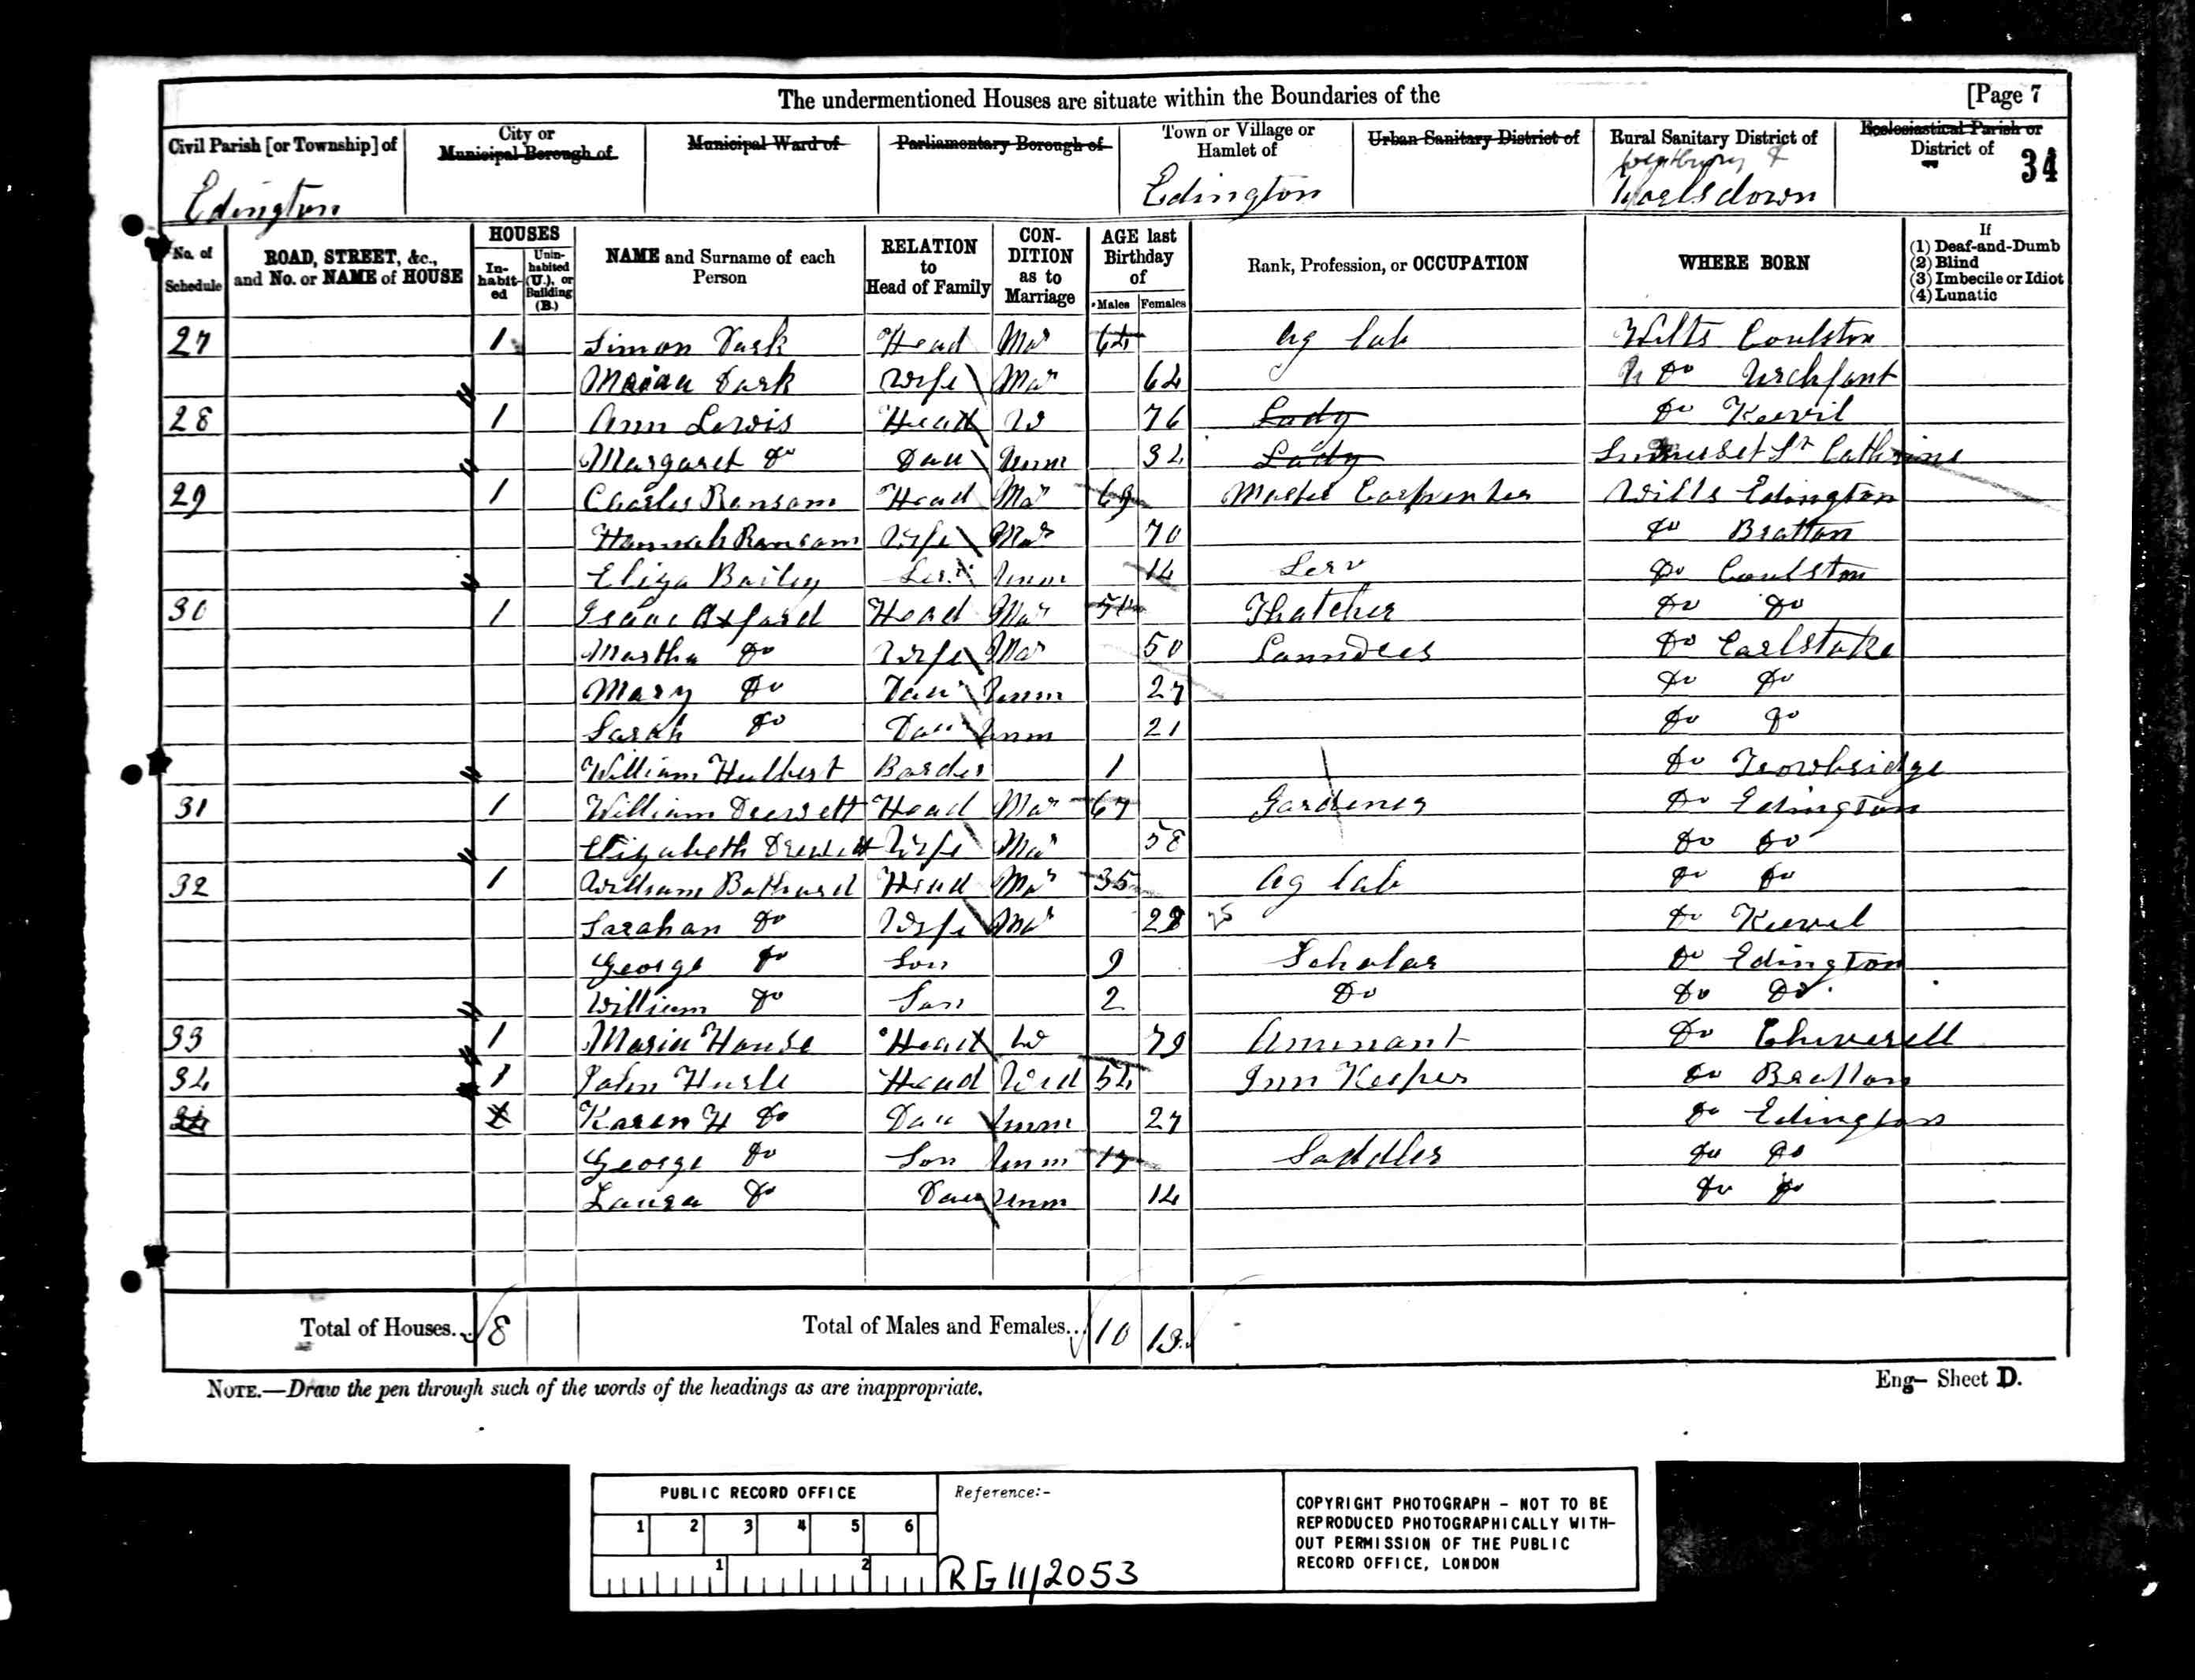 The undermentioned Houses are situate within the Boundaries of the [Page 7
Civil Parish [or Township] of
City or Municipal Borough of
Municipal Ward of
Parliamentary Borough of
Town or Village or Hamlet of
Urban Sanitary District of
Rural Sanitary District of
Ecclesiastical Parish or District of
34
Edington
Edington
Westbury &
Whorlsdown
No. of Schedule
ROAD, STREET, &c., and No. or NAME of HOUSE
HOUSES
Inhabited
Uninhabited (U.), or Building (B.)
NAME and Surname of each Person
RELATION to Head of Family
CONDITION as to Marriage
AGE last Birthday of
Males Females
Rank, Profession, or OCCUPATION
WHERE BORN
If
(1) Deaf-and-Dumb
(2) Blind
(3) Imbecile or Idiot
(4) Lunatic
27 1 Simon Dark Head Mar 64 Ag lab Wilts Coulston
Dark Wife Mar 64 Do Urchfont
28 1 Ann Lewis Head W 76 Lady Do Keevil
Margaret Do Dau Unm 34 Lady Somerset St Catherine
29 1 Charles Ransom Head Mar 69 Master Carpenter Wilts Edington
Hannah Ransom Wife Mar 70 Do Bratton
Eliza Bailey Serv Unm 14 Serv Do Coulston
30 1 Isaac Oxford Head Mar Thatcher Do Do
Martha Do Wife Mar 50 Laundres Do Earlstoke
Mary Do Dau Unm 27 Do Do
Sarah Do Dau Unm 21 Do Do
William Hulbert Border 1 Do Trowbridge
31 1 William Drewett Head Mar 67 Gardener Do Edington
Elizabeth Drewett Wife Mar 58 Do Do
32 1 William Head Mar 35 Ag lab Do Do
Sarahan Do Wife Mar 28 Do Keevel
George Do Son 9 Scholar Do Edington
William Do Son 2 Do Do Do
33 1 Maria House Head W 79 Do Cheverell
34 1 John Hurle Head Wid 54 Inn Keeper Do Bratton
34 1 Karen H Do Dau Unm 27 Do Edington
George Do Son Unm 17 Saddler Do Do
Laura Do Dau Unm 14 Do Do
Total of Houses... 8
Total of Males and Females... 10 13
NOTE.—Draw the pen through such of the words of the headings as are inappropriate.
Eng— Sheet D.
PUBLIC RECORD OFFICE
1 2 3 4 5 6
1 2
Reference:-
RG 11/2053
COPYRIGHT PHOTOGRAPH - NOT TO BE
REPRODUCED PHOTOGRAPHICALLY WITH-
OUT PERMISSION OF THE PUBLIC
RECORD OFFICE, LONDON